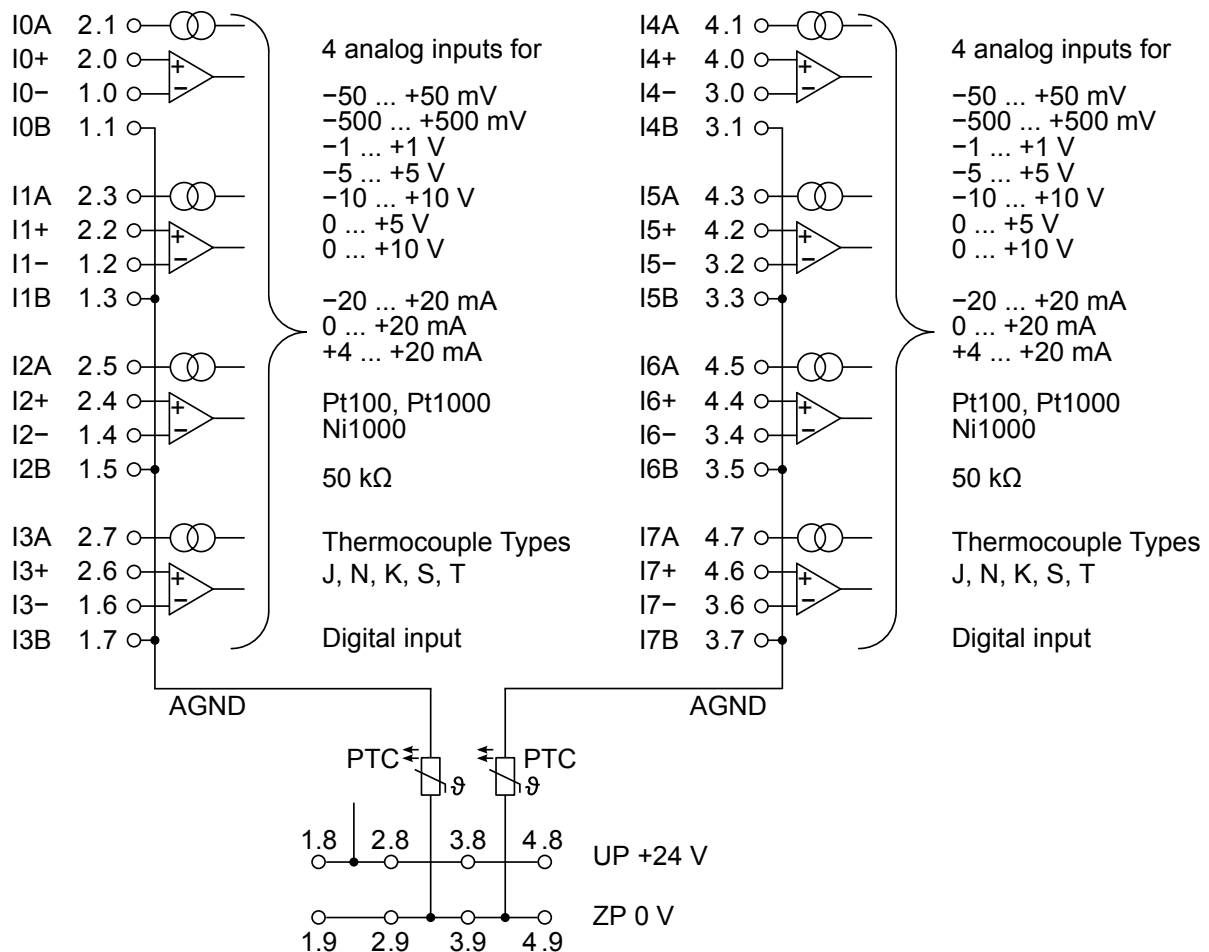 I0A 2.1
I0+ 2.0
I0− 1.0
I0B 1.1
I1A 2.3
I1+ 2.2
I1− 1.2
I1B 1.3
I2A 2.5
I2+ 2.4
I2− 1.4
I2B 1.5
I3A 2.7
I3+ 2.6
I3− 1.6
I3B 1.7
4 analog inputs for
−50 ... +50 mV
−500 ... +500 mV
−1 ... +1 V
−5 ... +5 V
−10 ... +10 V
0 ... +5 V
0 ... +10 V
−20 ... +20 mA
0 ... +20 mA
+4 ... +20 mA
Pt100, Pt1000
Ni1000
50 kΩ
Thermocouple Types
J, N, K, S, T
Digital input
I4A 4.1
I4+ 4.0
I4− 3.0
I4B 3.1
I5A 4.3
I5+ 4.2
I5− 3.2
I5B 3.3
I6A 4.5
I6+ 4.4
I6− 3.4
I6B 3.5
I7A 4.7
I7+ 4.6
I7− 3.6
I7B 3.7
4 analog inputs for
−50 ... +50 mV
−500 ... +500 mV
−1 ... +1 V
−5 ... +5 V
−10 ... +10 V
0 ... +5 V
0 ... +10 V
−20 ... +20 mA
0 ... +20 mA
+4 ... +20 mA
Pt100, Pt1000
Ni1000
50 kΩ
Thermocouple Types
J, N, K, S, T
Digital input
AGND
AGND
PTC ϑ
PTC ϑ
1.8 2.8 3.8 4.8 UP +24 V
ZP 0 V
1.9 2.9 3.9 4.9